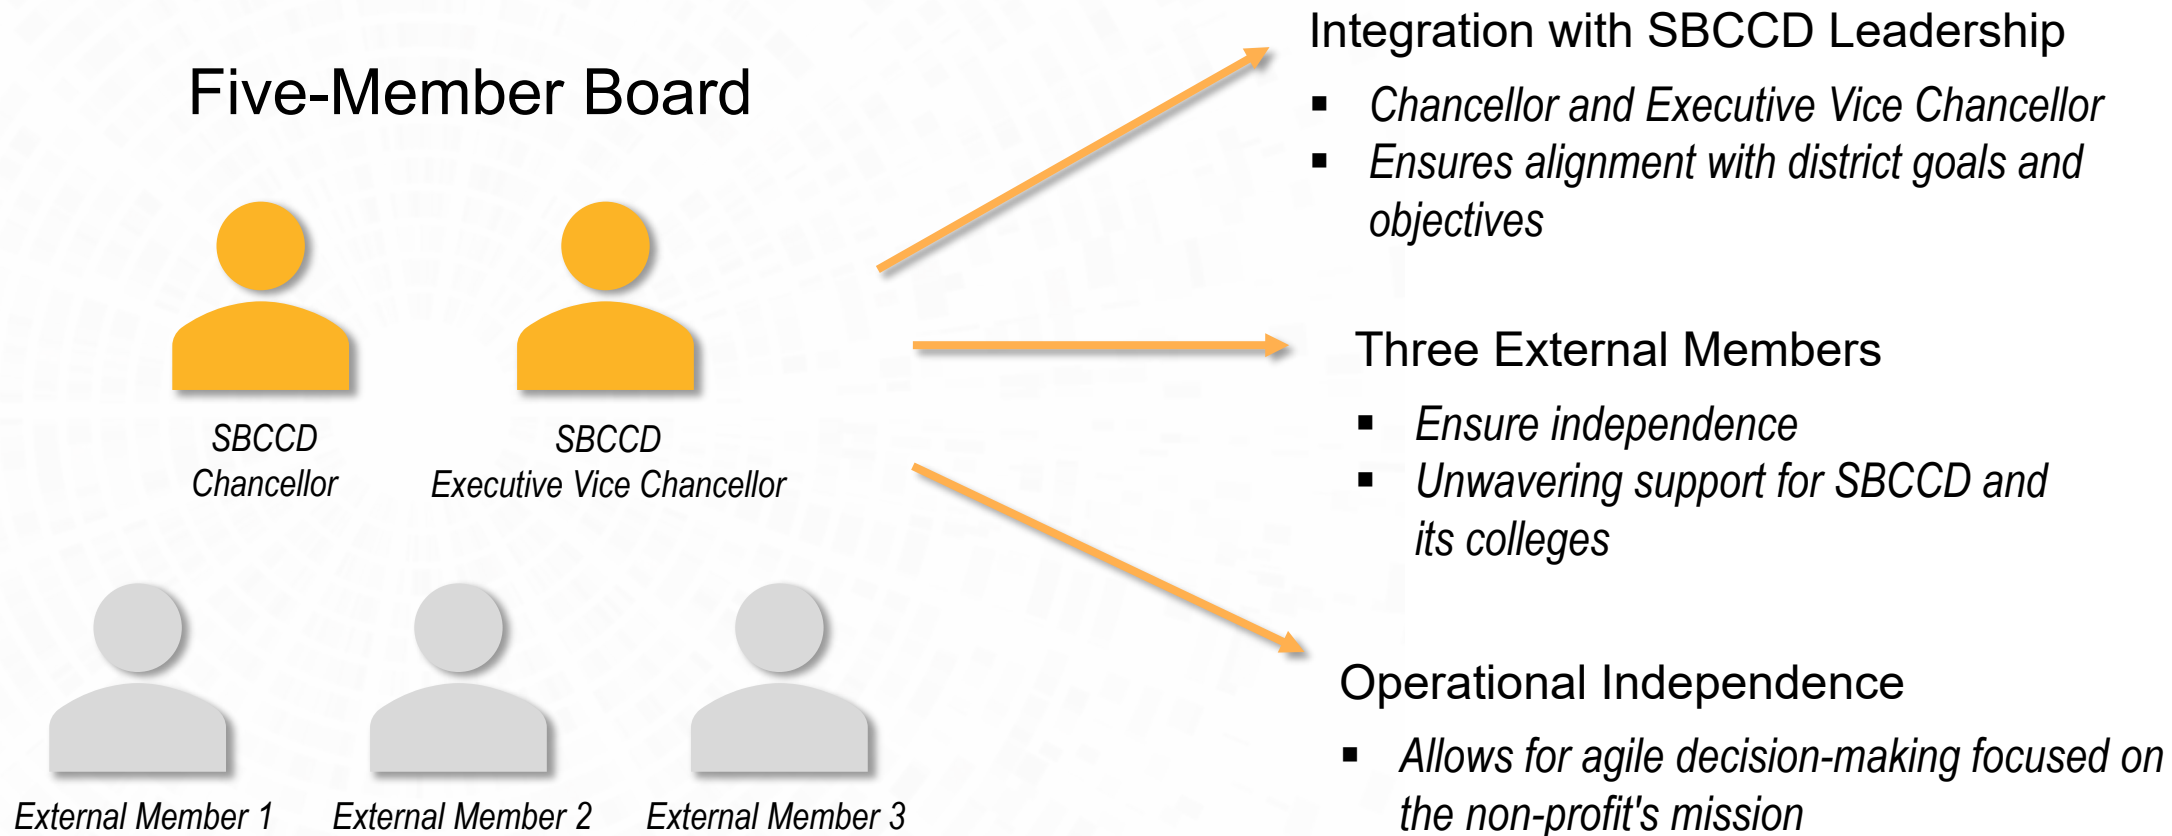 Five-Member Board
SBCCD
Chancellor
SBCCD
Executive Vice Chancellor
External Member 1
External Member 2
External Member 3
Integration with SBCCD Leadership
▪ Chancellor and Executive Vice Chancellor
▪ Ensures alignment with district goals and
objectives
Three External Members
▪ Ensure independence
▪ Unwavering support for SBCCD and
its colleges
Operational Independence
▪ Allows for agile decision-making focused on
the non-profit's mission